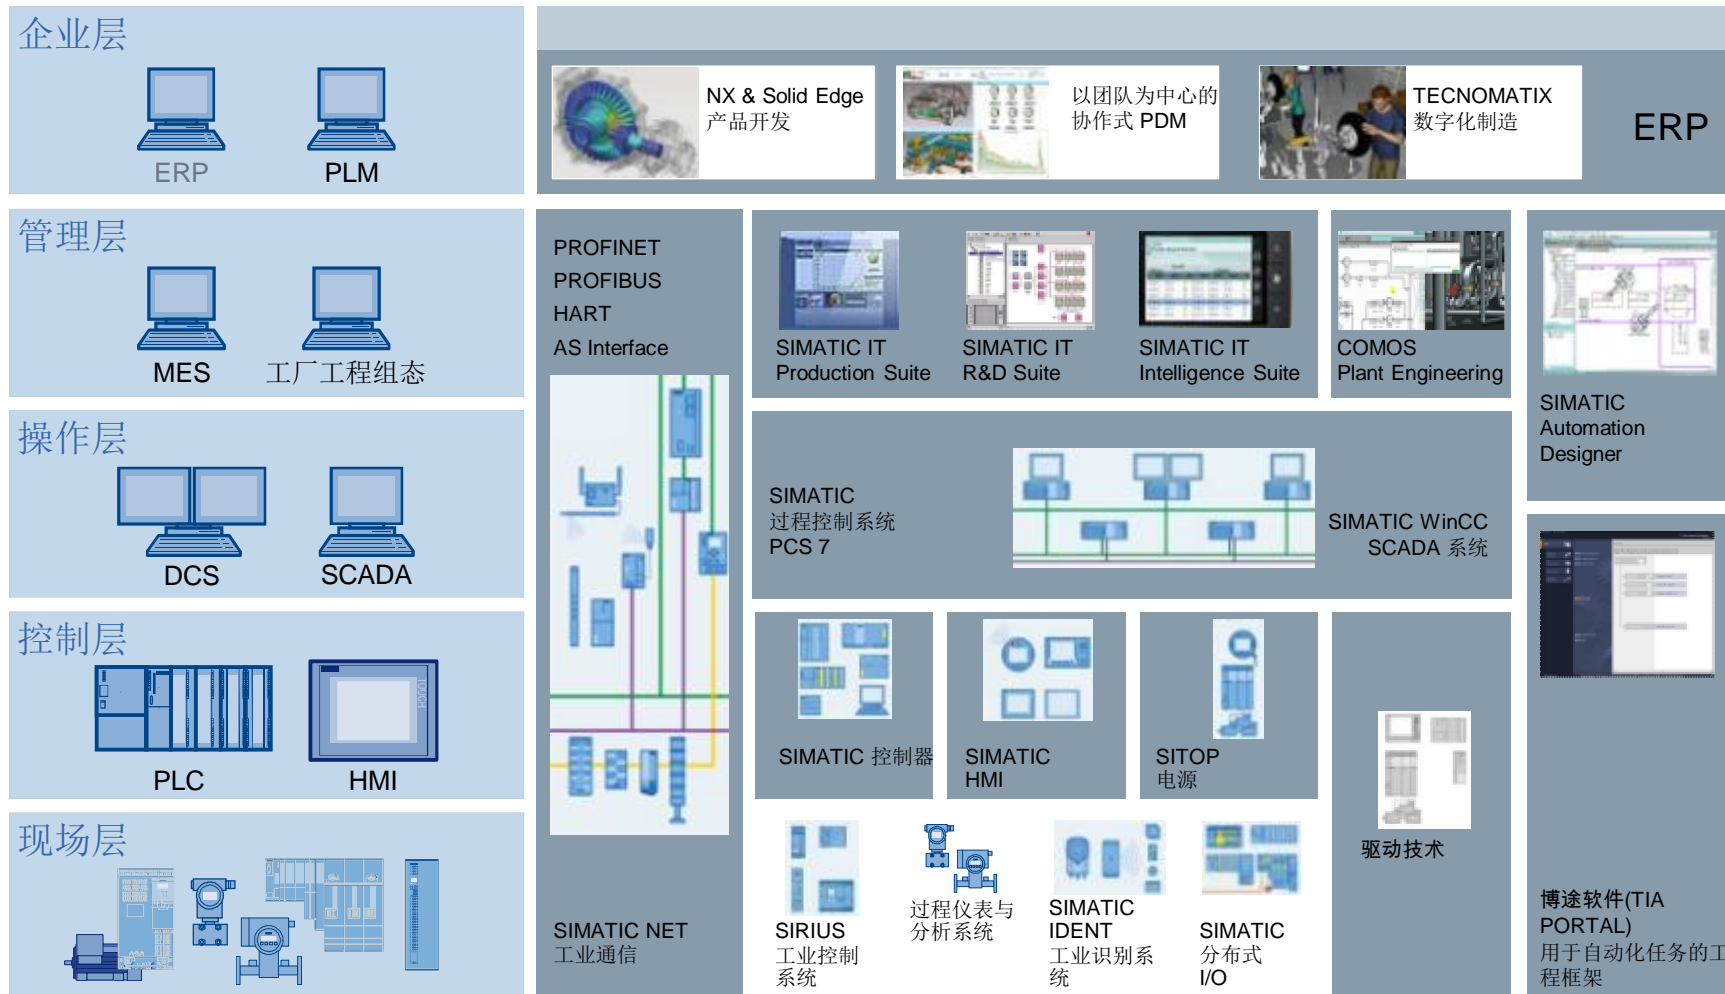 企业层
ERP
PLM
NX & Solid Edge
产品开发
以团队为中心的
协作式 PDM
TECNOMATIX
数字化制造
ERP
管理层
MES
工厂工程组态
PROFINET
PROFIBUS
HART
AS Interface
SIMATIC IT
Production Suite
SIMATIC IT
R&D Suite
SIMATIC IT
Intelligence Suite
COMOS
Plant Engineering
SIMATIC
Automation
Designer
操作层
DCS
SCADA
SIMATIC
过程控制系统
PCS 7
SIMATIC WinCC
SCADA 系统
控制层
PLC
HMI
SIMATIC 控制器
SIMATIC
HMI
SITOP
电源
驱动技术
现场层
SIMATIC NET
工业通信
SIRIUS
工业控制
系统
过程仪表与
分析系统
SIMATIC
IDENT
工业识别系
统
SIMATIC
分布式
I/O
博途软件(TIA
PORTAL)
用于自动化任务的工
程框架